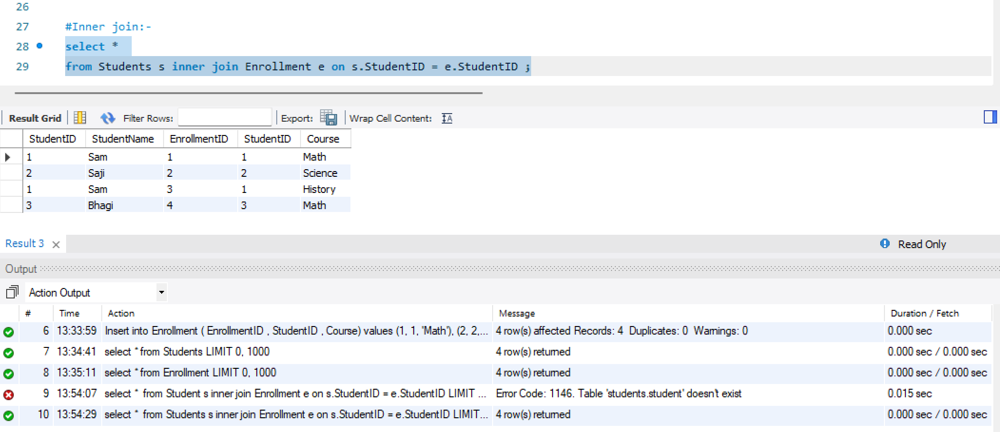 26
27 #Inner join:-
28 select *
29 from Students s inner join Enrollment e on s.StudentID = e.StudentID ;
Result Grid Filter Rows: Export: Wrap Cell Content:
StudentID StudentName EnrollmentID StudentID Course
1 Sam 1 1 Math
2 Saji 2 2 Science
1 Sam 3 1 History
3 Bhagi 4 3 Math
Result 3 Read Only
Output
Action Output
# Time Action Message Duration / Fetch
6 13:33:59 Insert into Enrollment ( EnrollmentID , StudentID , Course) values (1, 1, 'Math'), (2, 2,... 4 row(s) affected Records: 4 Duplicates: 0 Warnings: 0 0.000 sec
7 13:34:41 select * from Students LIMIT 0, 1000 4 row(s) returned 0.000 sec / 0.000 sec
8 13:35:11 select * from Enrollment LIMIT 0, 1000 4 row(s) returned 0.000 sec / 0.000 sec
9 13:54:07 select * from Student s inner join Enrollment e on s.StudentID = e.StudentID LIMIT ... Error Code: 1146. Table 'students.student' doesn't exist 0.015 sec
10 13:54:29 select * from Students s inner join Enrollment e on s.StudentID = e.StudentID LIMIT... 4 row(s) returned 0.000 sec / 0.000 sec